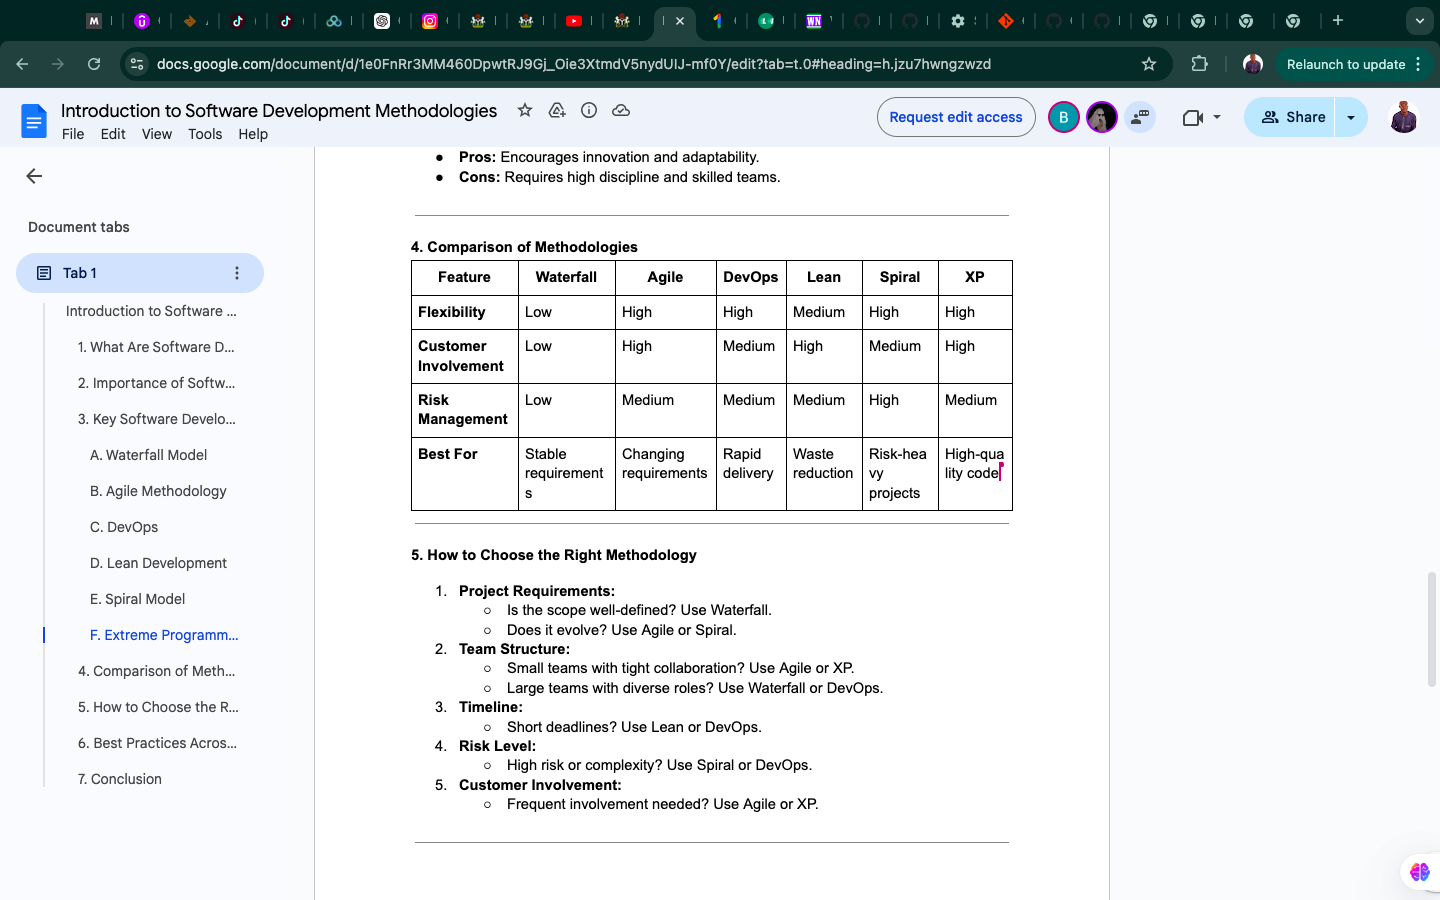 docs.google.com/document/d/1e0FnRr3MM460DpwtRJ9Gj_Oie3XtmdV5nydUIJ-mf0Y/edit?tab=t.0#heading=h.jzu7hwngzwzd
Relaunch to update
Introduction to Software Development Methodologies
File Edit View Tools Help
Request edit access
B
Share
Document tabs
Tab 1
Introduction to Software ...
1. What Are Software D...
2. Importance of Softw...
3. Key Software Develo...
A. Waterfall Model
B. Agile Methodology
C. DevOps
D. Lean Development
E. Spiral Model
F. Extreme Programm...
4. Comparison of Meth...
5. How to Choose the R...
6. Best Practices Acros...
7. Conclusion
● Pros: Encourages innovation and adaptability.
● Cons: Requires high discipline and skilled teams.
4. Comparison of Methodologies
Feature Waterfall Agile DevOps Lean Spiral XP
Flexibility Low High High Medium High High
Customer Involvement Low High Medium High Medium High
Risk Management Low Medium Medium Medium High Medium
Best For Stable requirements Changing requirements Rapid delivery Waste reduction Risk-heavy projects High-quality code
5. How to Choose the Right Methodology
1. Project Requirements:
○ Is the scope well-defined? Use Waterfall.
○ Does it evolve? Use Agile or Spiral.
2. Team Structure:
○ Small teams with tight collaboration? Use Agile or XP.
○ Large teams with diverse roles? Use Waterfall or DevOps.
3. Timeline:
○ Short deadlines? Use Lean or DevOps.
4. Risk Level:
○ High risk or complexity? Use Spiral or DevOps.
5. Customer Involvement:
○ Frequent involvement needed? Use Agile or XP.